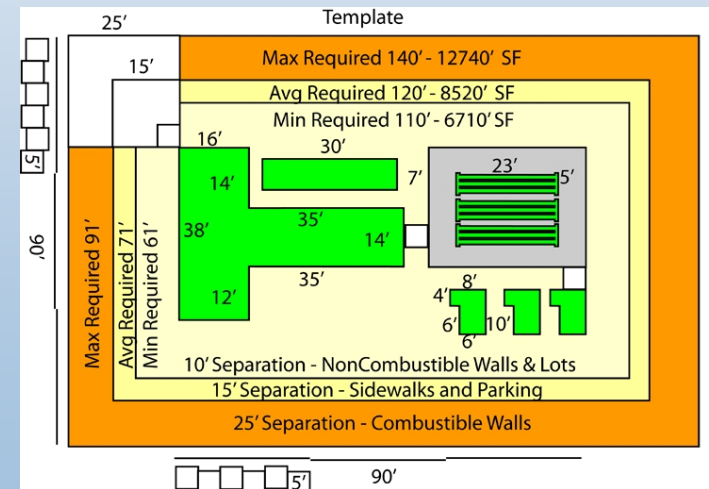 Template
25'
Max Required 140' - 12740' SF
15'
Avg Required 120' - 8520' SF
Min Required 110' - 6710' SF
16'
30'
5'
14'
7'
23'
5'
90'
Max Required 91'
Avg Required 71'
Min Required 61'
38'
35'
14'
35'
12'
8'
4'
6'
10'
6'
10' Separation - NonCombustible Walls & Lots
15' Separation - Sidewalks and Parking
25' Separation - Combustible Walls
5'
90'